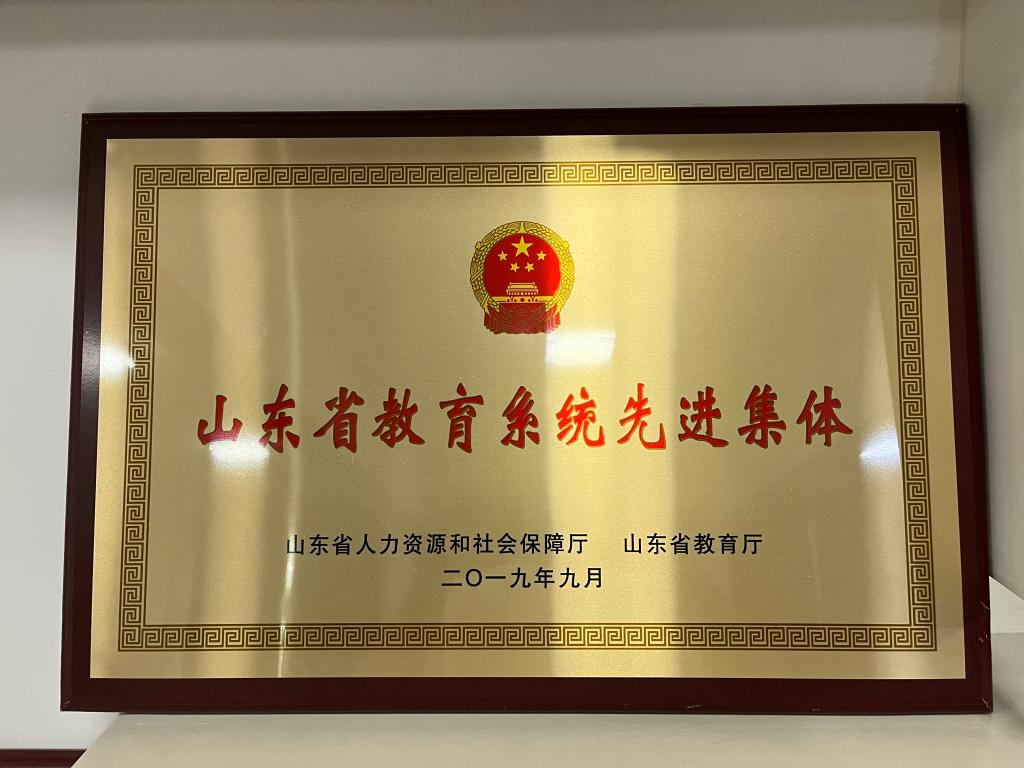 山东省教育系统先进集体
山东省人力资源和社会保障厅 山东省教育厅
二〇一九年九月